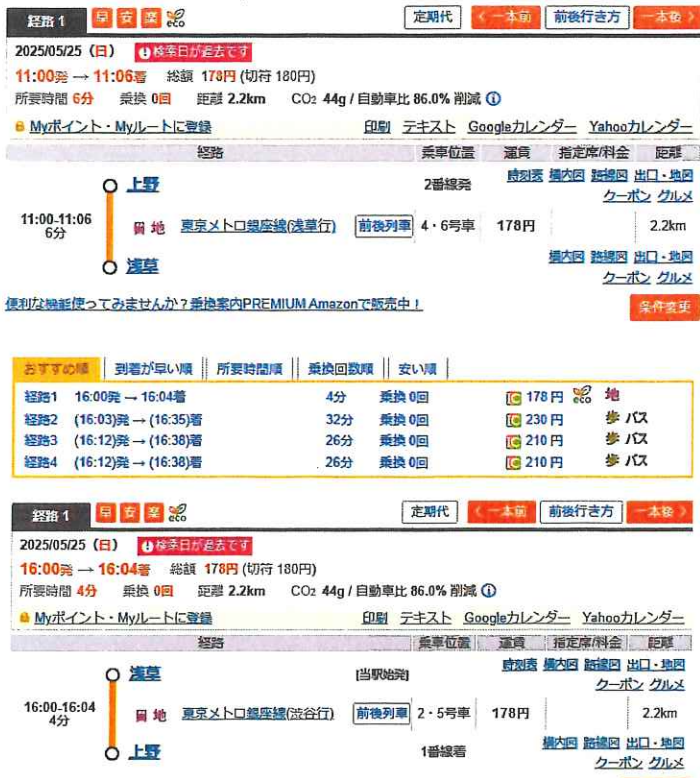 経路 1 早 安 楽 eco 定期代 一本前 前後行き方 一本後
2025/05/25 (日) 検索日が過去です
11:00発 → 11:06着 総額 178円 (切符 180円)
所要時間 6分 乗換 0回 距離 2.2km CO2 44g / 自動車比 86.0% 削減
Myポイント・Myルートに登録 印刷 テキスト Googleカレンダー Yahooカレンダー
経路 乗車位置 運賃 指定席/料金 距離
上野 2番線発 時刻表 構内図 路線図 出口・地図
クーポン グルメ
11:00-11:06
6分
地 東京メトロ銀座線(浅草行) 前後列車 4・6号車 178円 2.2km
浅草 構内図 路線図 出口・地図
クーポン グルメ
便利な機能使ってみませんか？乗換案内PREMIUM Amazonで販売中！ 条件変更
おすすめ順 到着が早い順 所要時間順 乗換回数順 安い順
経路1 16:00発 → 16:04着 4分 乗換 0回 178 円 eco 地
経路2 (16:03)発 → (16:35)着 32分 乗換 0回 230 円 歩 バス
経路3 (16:12)発 → (16:38)着 26分 乗換 0回 210 円 歩 バス
経路4 (16:12)発 → (16:38)着 26分 乗換 0回 210 円 歩 バス
経路 1 早 安 楽 eco 定期代 一本前 前後行き方 一本後
2025/05/25 (日) 検索日が過去です
16:00発 → 16:04着 総額 178円 (切符 180円)
所要時間 4分 乗換 0回 距離 2.2km CO2 44g / 自動車比 86.0% 削減
Myポイント・Myルートに登録 印刷 テキスト Googleカレンダー Yahooカレンダー
経路 乗車位置 運賃 指定席/料金 距離
浅草 [当駅始発] 時刻表 構内図 路線図 出口・地図
クーポン グルメ
16:00-16:04
4分
地 東京メトロ銀座線(渋谷行) 前後列車 2・5号車 178円 2.2km
上野 1番線着 構内図 路線図 出口・地図
クーポン グルメ